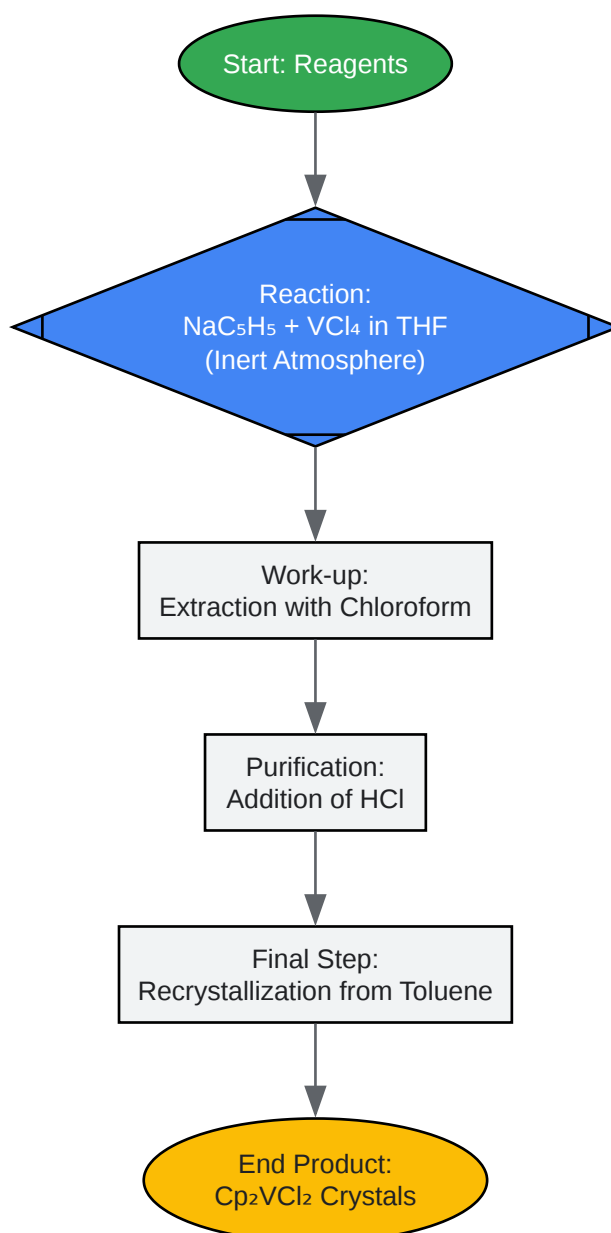 Start: Reagents
Reaction:
NaC₅H₅ + VCl₄ in THF
(Inert Atmosphere)
Work-up:
Extraction with Chloroform
Purification:
Addition of HCl
Final Step:
Recrystallization from Toluene
End Product:
Cp₂VCl₂ Crystals